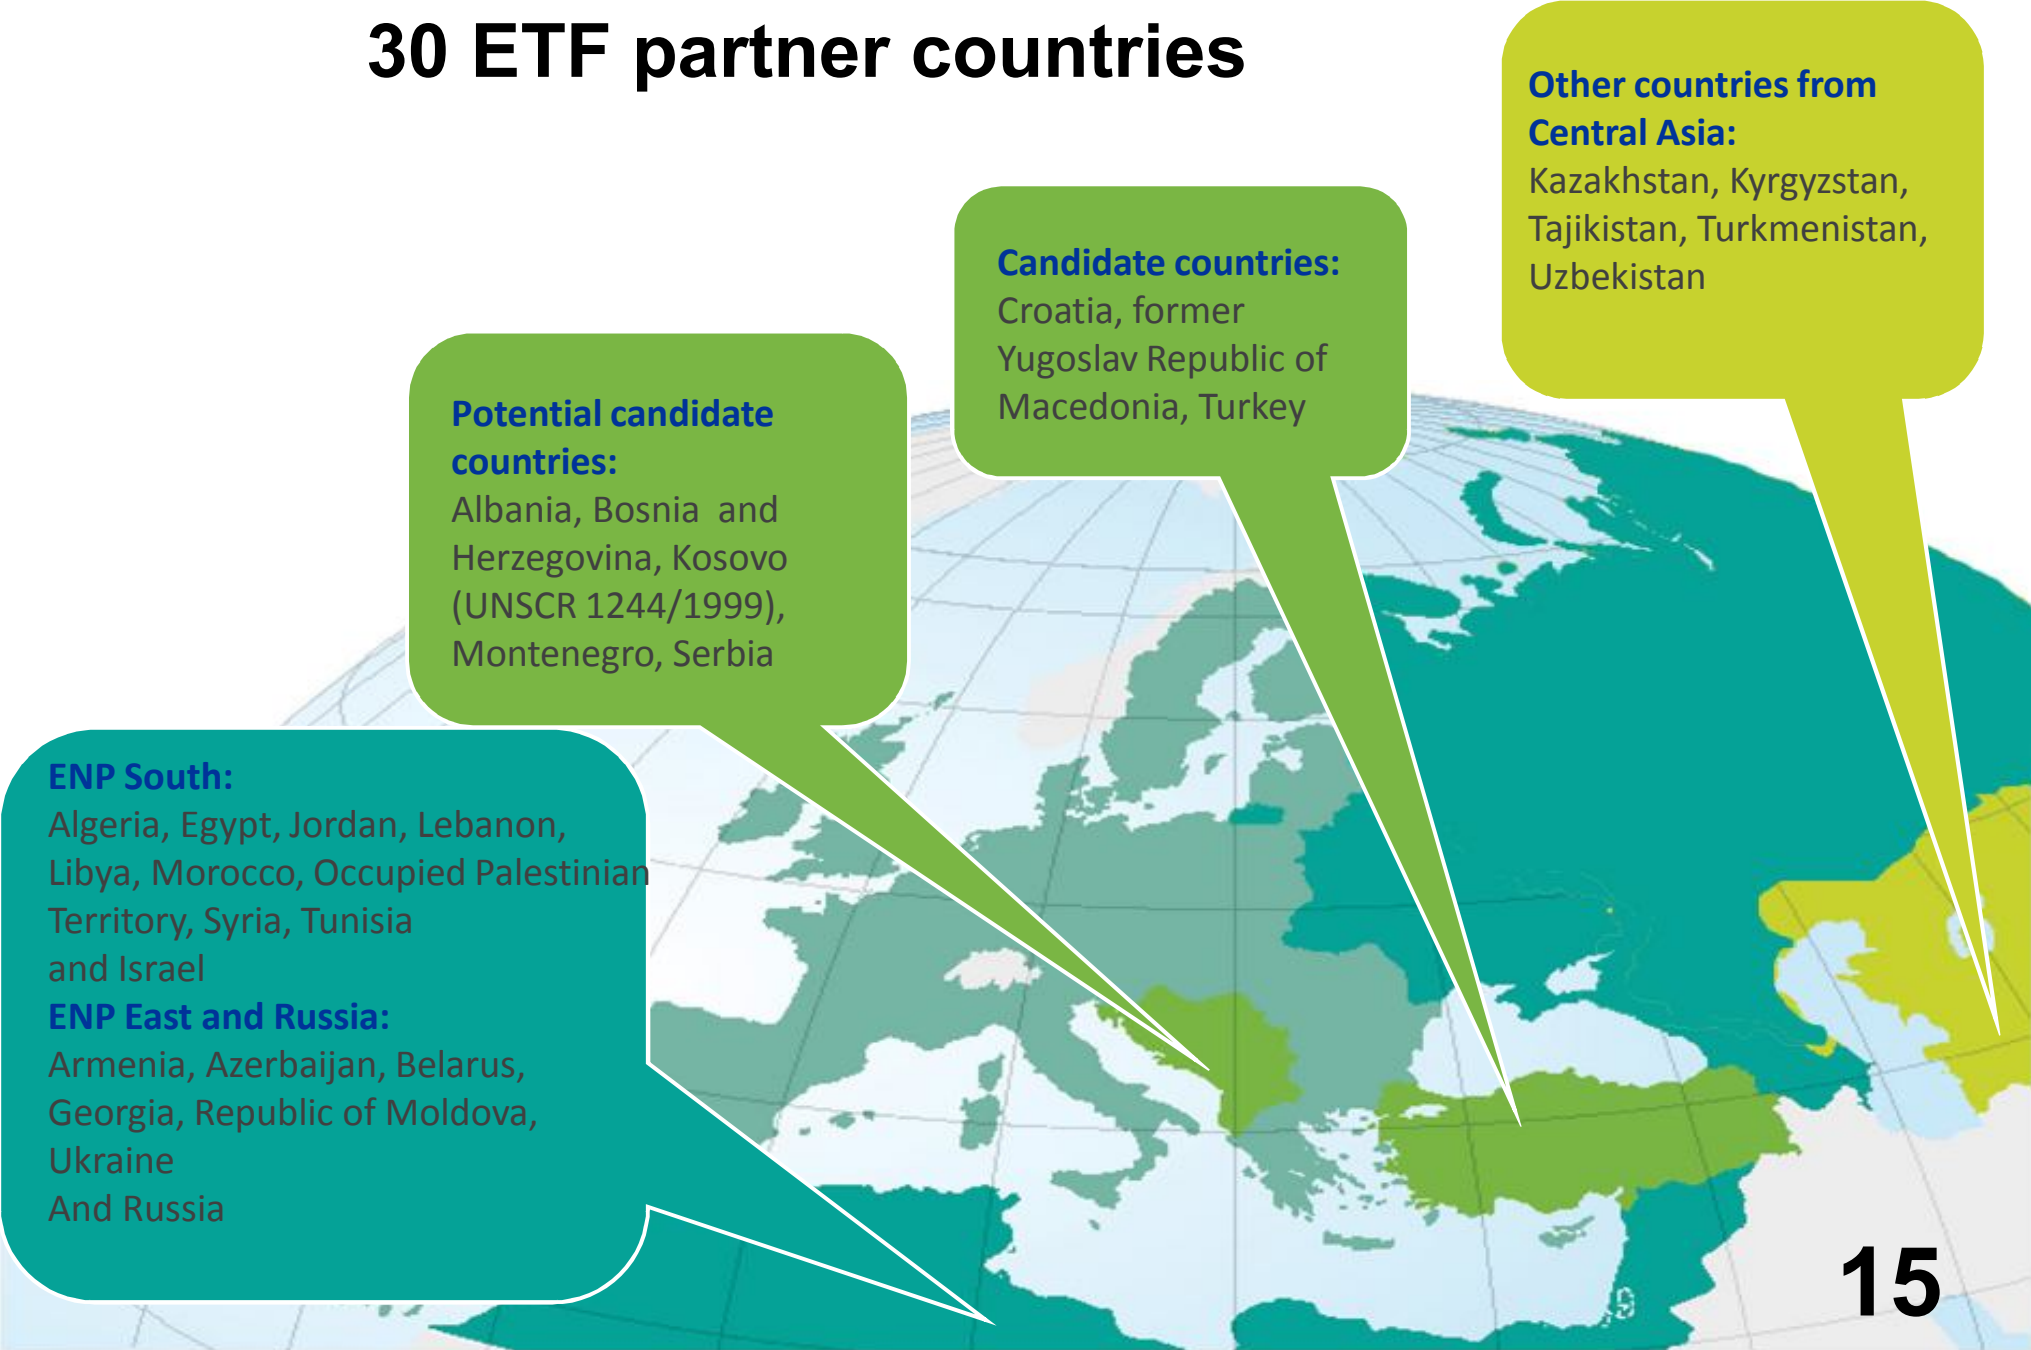 30 ETF partner countries
Other countries from
Central Asia:
Kazakhstan, Kyrgyzstan,
Tajikistan, Turkmenistan,
Uzbekistan
Candidate countries:
Croatia, former
Yugoslav Republic of
Macedonia, Turkey
Potential candidate
countries:
Albania, Bosnia  and
Herzegovina, Kosovo
(UNSCR 1244/1999),
Montenegro, Serbia
ENP South:
Algeria, Egypt, Jordan, Lebanon,
Libya, Morocco, Occupied Palestinian
Territory, Syria, Tunisia
and Israel
ENP East and Russia:
Armenia, Azerbaijan, Belarus,
Georgia, Republic of Moldova,
Ukraine
And Russia
15